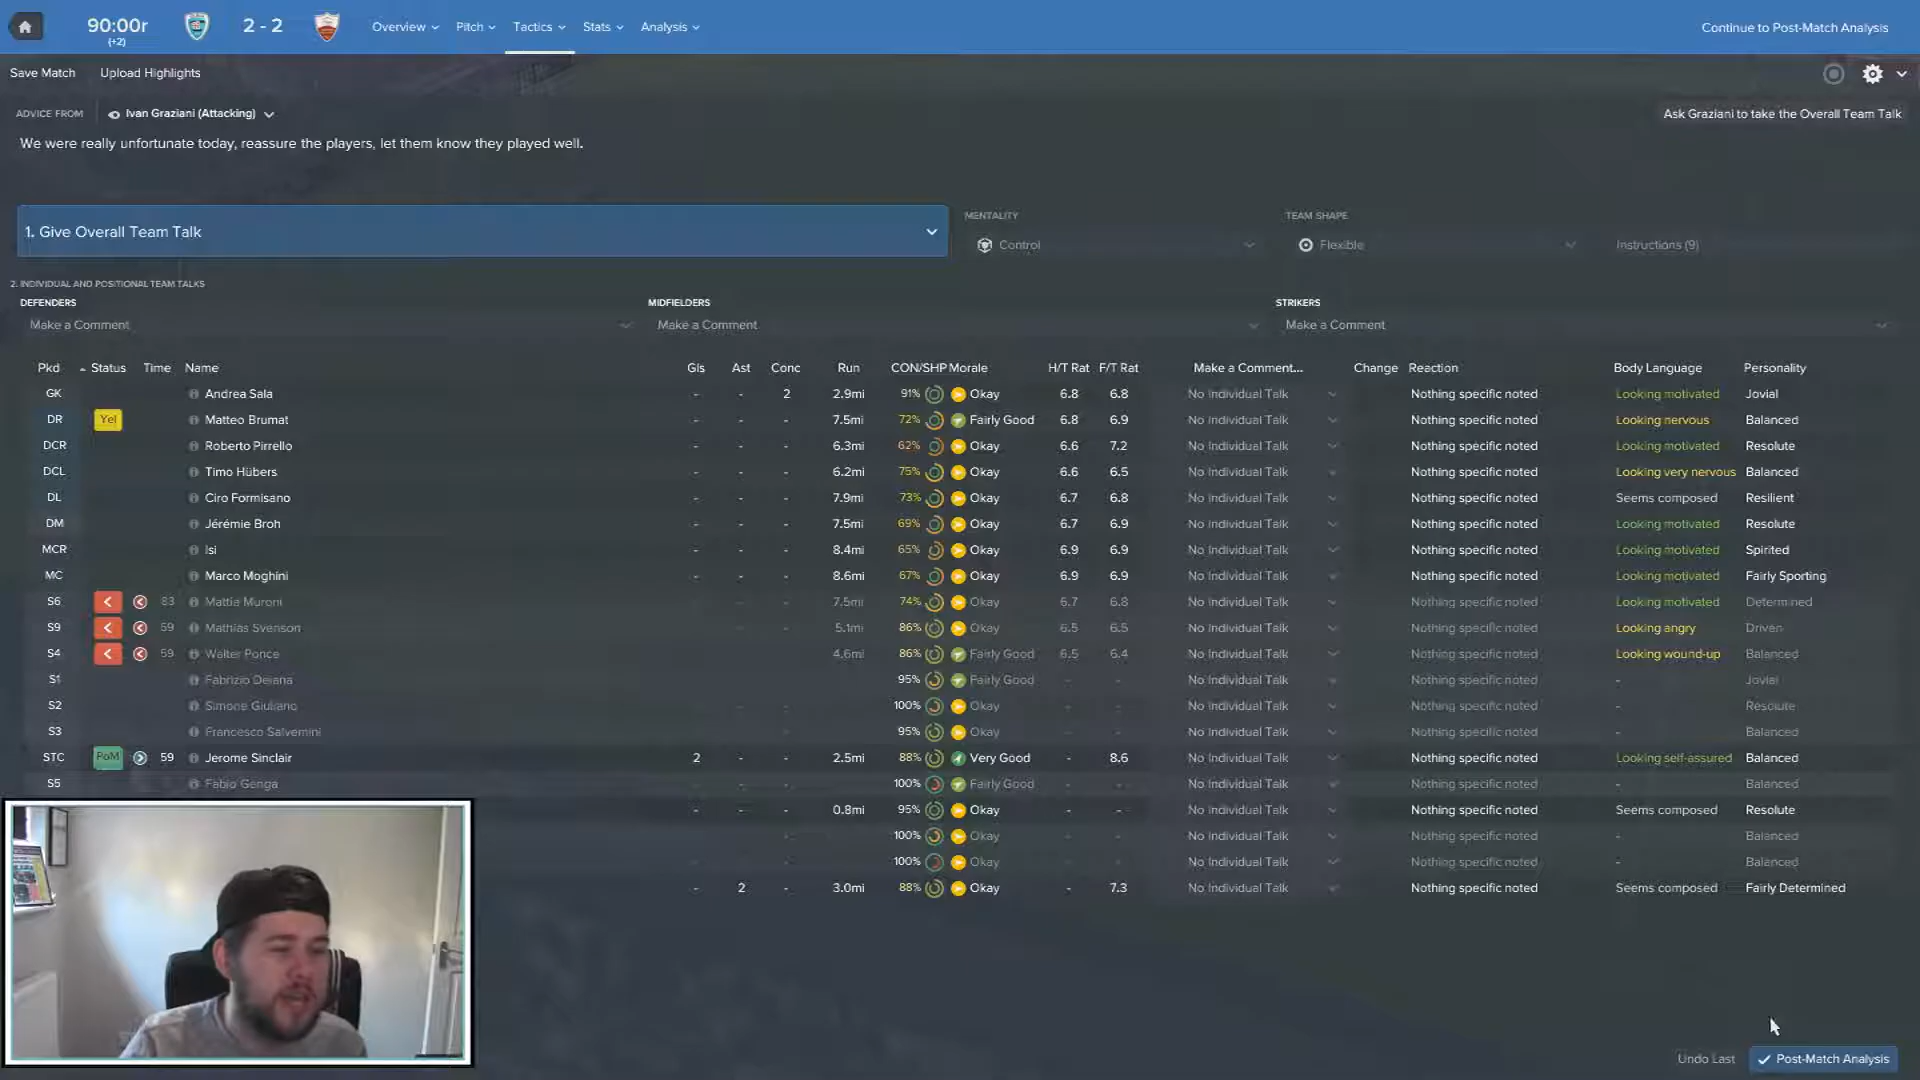 90:00r
(+2)
2 - 2
Overview
Pitch
Tactics
Stats
Analysis
Continue to Post-Match Analysis
Save Match
Upload Highlights
ADVICE FROM
Ivan Graziani (Attacking)
Ask Graziani to take the Overall Team Talk
We were really unfortunate today, reassure the players, let them know they played well.
1. Give Overall Team Talk
MENTALITY
Control
TEAM SHAPE
Flexible
Instructions (9)
2. INDIVIDUAL AND POSITIONAL TEAM TALKS
DEFENDERS
MIDFIELDERS
STRIKERS
Make a Comment
Make a Comment
Make a Comment
Pkd Status Time Name Gls Ast Conc Run CON/SHP Morale H/T Rat F/T Rat Make a Comment... Change Reaction Body Language Personality
GK Andrea Sala - - 2 2.9mi 91% Okay 6.8 6.8 No Individual Talk Nothing specific noted Looking motivated Jovial
DR Yel Matteo Brumat - - - 7.5mi 72% Fairly Good 6.8 6.9 No Individual Talk Nothing specific noted Looking nervous Balanced
DCR Roberto Pirrello - - - 6.3mi 62% Okay 6.6 7.2 No Individual Talk Nothing specific noted Looking motivated Resolute
DCL Timo Hübers - - - 6.2mi 75% Okay 6.6 6.5 No Individual Talk Nothing specific noted Looking very nervous Balanced
DL Ciro Formisano - - - 7.9mi 73% Okay 6.7 6.8 No Individual Talk Nothing specific noted Seems composed Resilient
DM Jérémie Broh - - - 7.5mi 69% Okay 6.7 6.9 No Individual Talk Nothing specific noted Looking motivated Resolute
MCR Isi - - - 8.4mi 65% Okay 6.9 6.9 No Individual Talk Nothing specific noted Looking motivated Spirited
MC Marco Moghini - - - 8.6mi 67% Okay 6.9 6.9 No Individual Talk Nothing specific noted Looking motivated Fairly Sporting
S6 83 Mattia Muroni - - - 7.5mi 74% Okay 6.7 6.8 No Individual Talk Nothing specific noted Looking motivated Determined
S9 59 Mathias Svenson - - - 5.1mi 86% Okay 6.5 6.5 No Individual Talk Nothing specific noted Looking angry Driven
S4 59 Walter Ponce - - - 4.6mi 86% Fairly Good 6.5 6.4 No Individual Talk Nothing specific noted Looking wound-up Balanced
S1 Fabrizio Deiana - - - 95% Fairly Good - - No Individual Talk Nothing specific noted - Jovial
S2 Simone Giuliano - - - 100% Okay - - No Individual Talk Nothing specific noted - Resolute
S3 Francesco Salvemini - - - 95% Okay - - No Individual Talk Nothing specific noted - Balanced
STC PoM 59 Jerome Sinclair 2 - - 2.5mi 88% Very Good - 8.6 No Individual Talk Nothing specific noted Looking self-assured Balanced
S5 Fabio Genga - - - 100% Fairly Good - - No Individual Talk Nothing specific noted - Balanced
- - - 0.8mi 95% Okay - - No Individual Talk Nothing specific noted Seems composed Resolute
- 100% Okay - - No Individual Talk Nothing specific noted - Balanced
- 100% Okay - - No Individual Talk Nothing specific noted - Balanced
- 2 - 3.0mi 88% Okay - 7.3 No Individual Talk Nothing specific noted Seems composed Fairly Determined
Undo Last
Post-Match Analysis